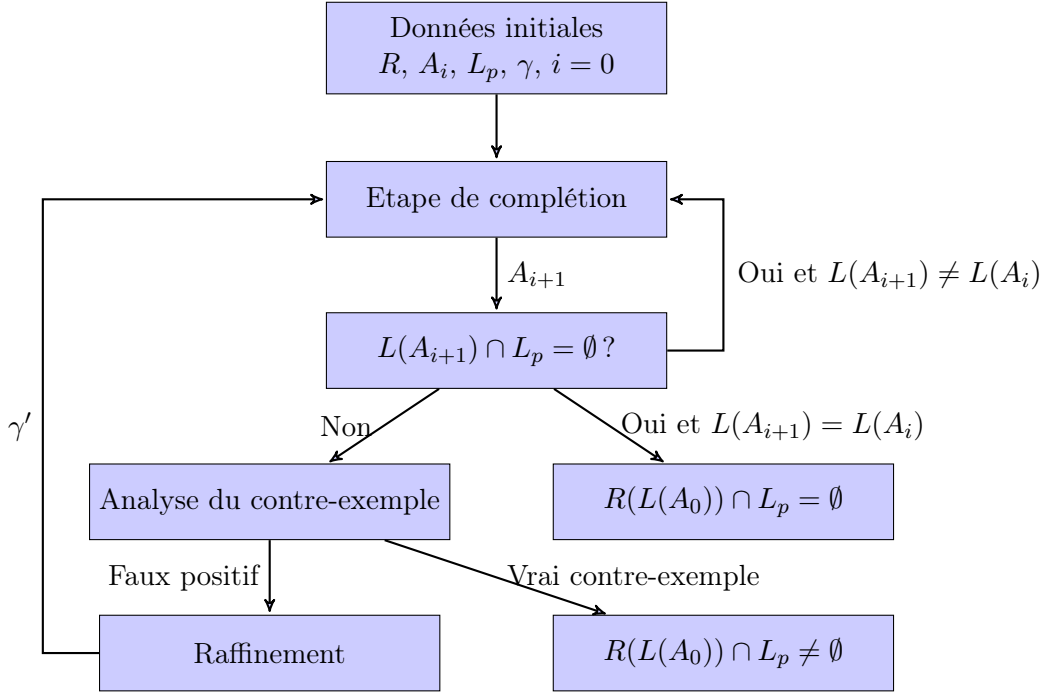 Données initiales
R, A_i, L_p, γ, i = 0
Etape de complétion
A_{i+1}
Oui et L(A_{i+1}) ≠ L(A_i)
L(A_{i+1}) ∩ L_p = ∅ ?
γ′
Non
Oui et L(A_{i+1}) = L(A_i)
Analyse du contre-exemple
R(L(A_0)) ∩ L_p = ∅
Faux positif
Vrai contre-exemple
Raffinement
R(L(A_0)) ∩ L_p ≠ ∅